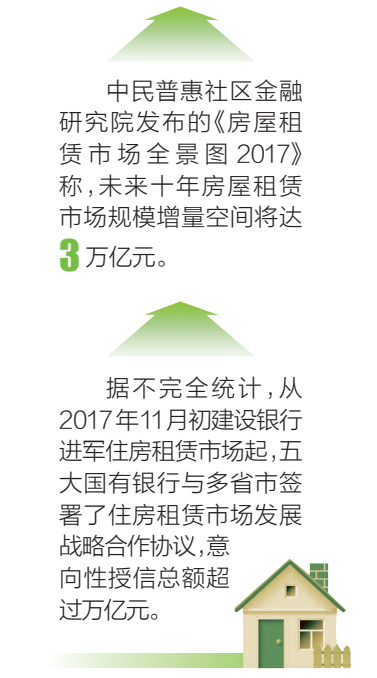 中民普惠社区金融
研究院发布的《房屋租
赁市场全景图2017》
称，未来十年房屋租赁
市场规模增量空间将达
3万亿元。
据不完全统计，从
2017年11月初建设银行
进军住房租赁市场起，五
大国有银行与多省市签
署了住房租赁市场发展
战略合作协议，意
向性授信总额超
过万亿元。